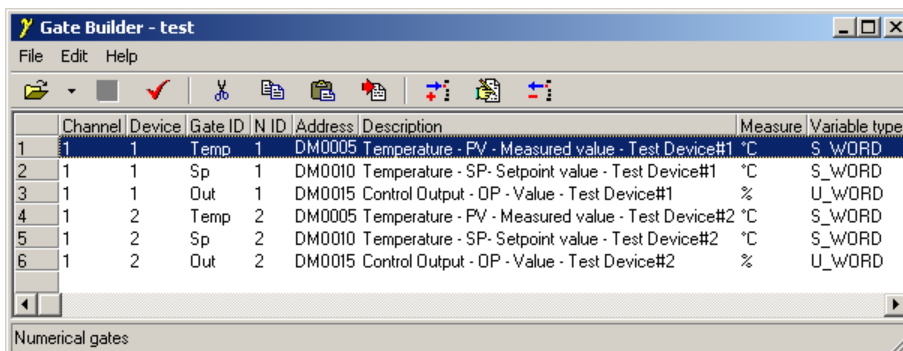 Gate Builder - test
File Edit Help
Channel Device Gate ID N ID Address Description Measure Variable type
1 1 1 Temp 1 DM0005 Temperature - PV - Measured value - Test Device#1 °C S_WORD
2 1 1 Sp 1 DM0010 Temperature - SP- Setpoint value - Test Device#1 °C S_WORD
3 1 1 Out 1 DM0015 Control Output - OP - Value - Test Device#1 % U_WORD
4 1 2 Temp 2 DM0005 Temperature - PV - Measured value - Test Device#2 °C S_WORD
5 1 2 Sp 2 DM0010 Temperature - SP- Setpoint value - Test Device#2 °C S_WORD
6 1 2 Out 2 DM0015 Control Output - OP - Value - Test Device#2 % U_WORD
Numerical gates